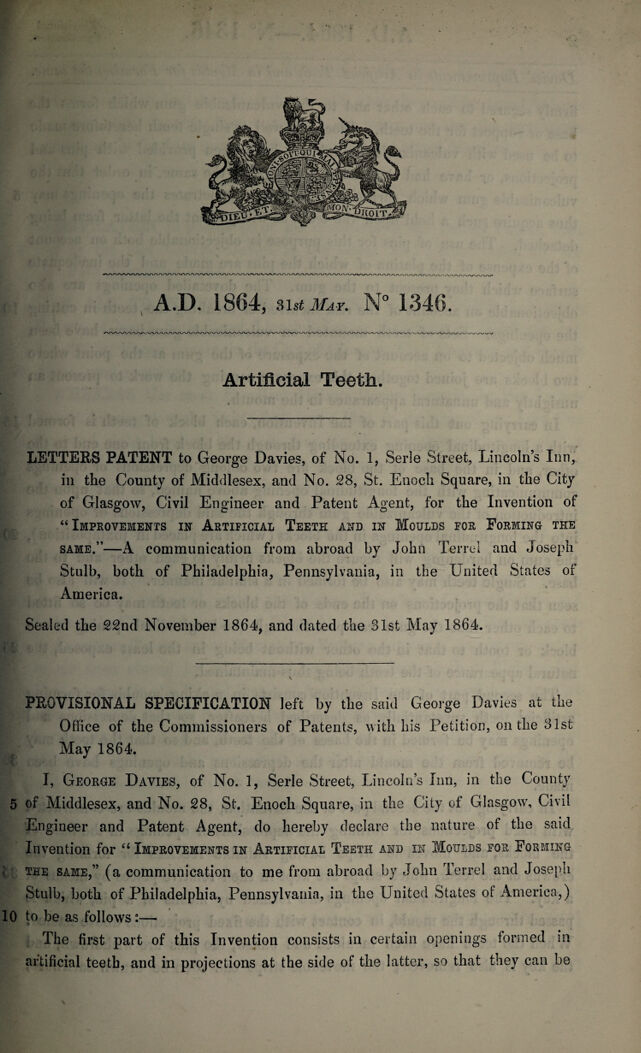 HONI SOIT QUI MAL Y PENSE
DIEU ET MON DROIT
A.D. 1864, 31st MAY. N° 1346.
Artificial Teeth.
LETTERS PATENT to George Davies, of No. 1, Serle Street, Lincoln's Inn,
in the County of Middlesex, and No. 28, St. Enoch Square, in the City
of Glasgow, Civil Engineer and Patent Agent, for the Invention of
“IMPROVEMENTS IN ARTIFICIAL TEETH AND IN MOULDS FOR FORMING THE
SAME.”—A communication from abroad by John Terrel and Joseph
Stulb, both of Philadelphia, Pennsylvania, in the United States of
America.
Sealed the 22nd November 1864, and dated the 31st May 1864.
PROVISIONAL SPECIFICATION left by the said George Davies at the
Office of the Commissioners of Patents, with his Petition, on the 31st
May 1864.
I, GEORGE DAVIES, of No. 1, Serle Street, Lincoln's Inn, in the County
5 of Middlesex, and No. 28, St. Enoch Square, in the City of Glasgow, Civil
Engineer and Patent Agent, do hereby declare the nature of the said
Invention for “IMPROVEMENTS IN ARTIFICIAL TEETH AND IN MOULDS FOR FORMING
THE SAME,” (a communication to me from abroad by John Terrel and Joseph
Stulb, both of Philadelphia, Pennsylvania, in the United States of America,)
10 to be as follows:—
The first part of this Invention consists in certain openings formed in
artificial teeth, and in projections at the side of the latter, so that they can be